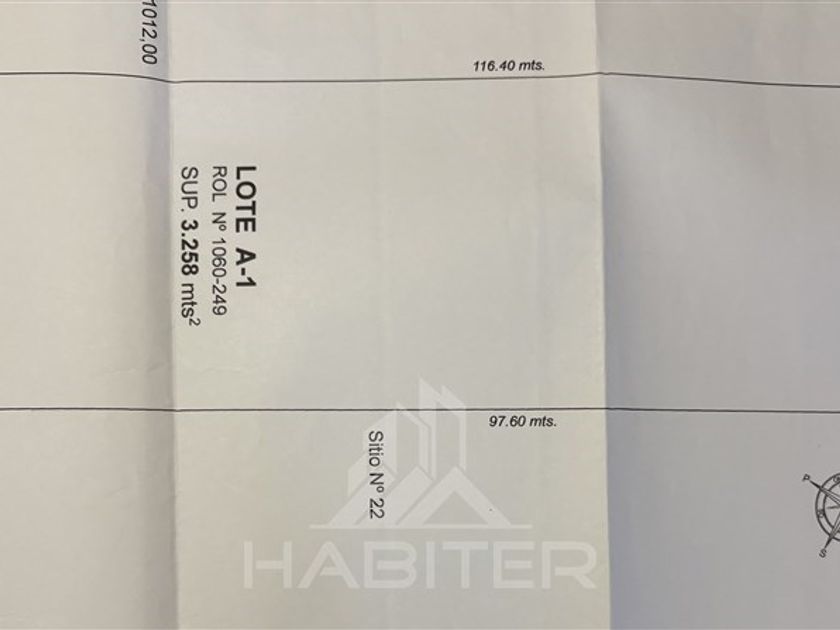 1012,00
116.40 mts.
LOTE A-1
ROL Nº 1060-249
SUP. 3.258 mts²
97.60 mts.
Sitio Nº 22
HABITER
S